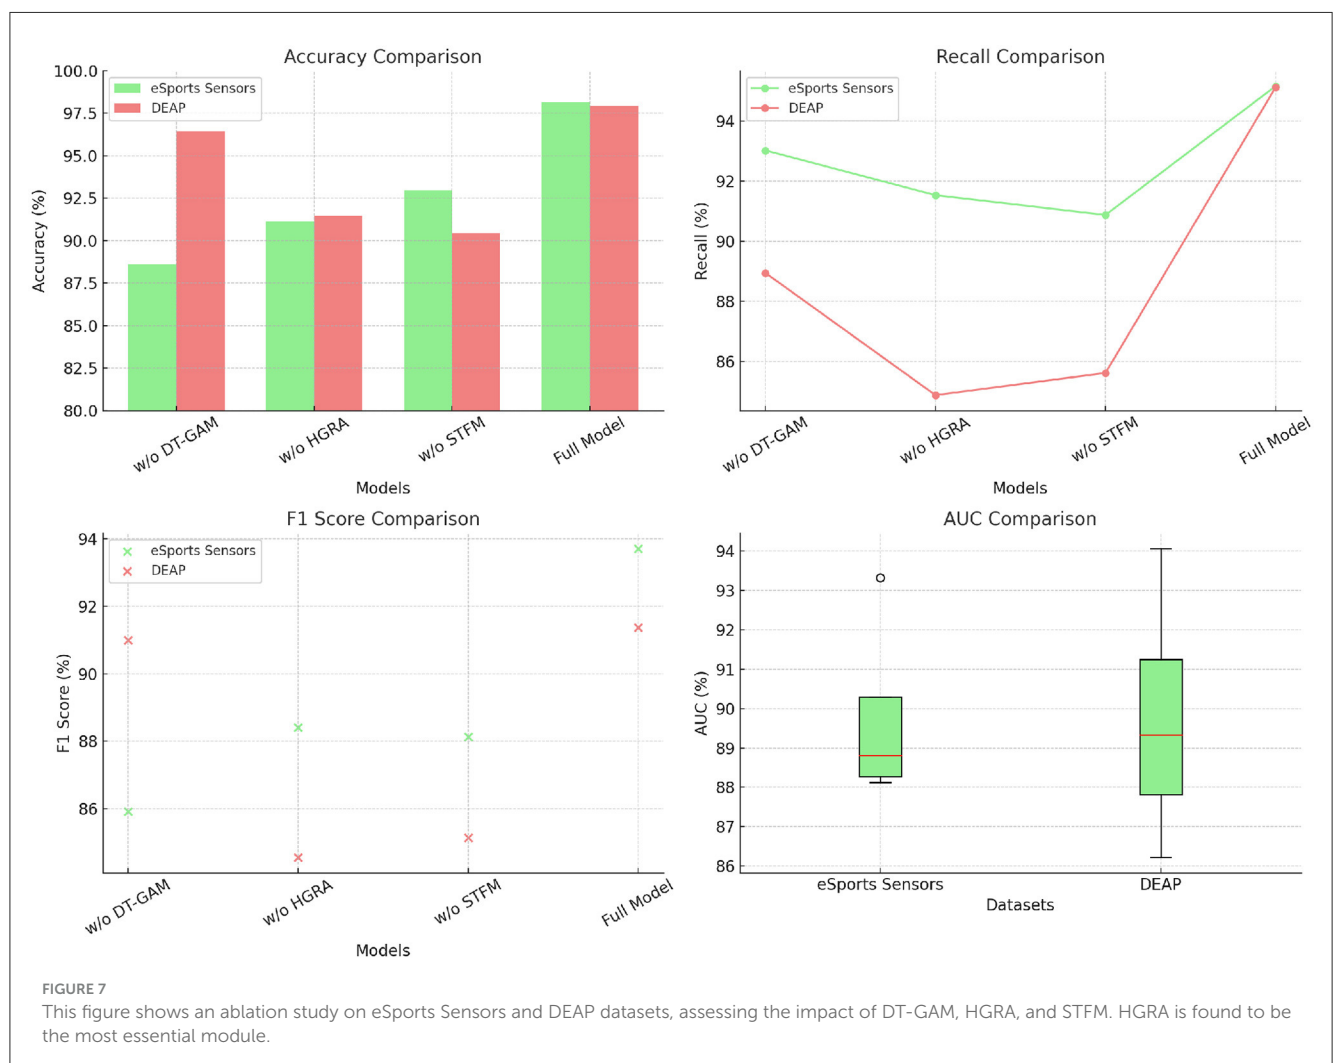 Accuracy Comparison
100.0
97.5
95.0
92.5
90.0
87.5
85.0
82.5
80.0
Accuracy (%)
eSports Sensors
DEAP
w/o DT-GAM
w/o HGRA
w/o STFM
Full Model
Models
Recall Comparison
94
92
90
88
86
Recall (%)
eSports Sensors
DEAP
w/o DT-GAM
w/o HGRA
w/o STFM
Full Model
Models
F1 Score Comparison
94
92
90
88
86
F1 Score (%)
eSports Sensors
DEAP
w/o DT-GAM
w/o HGRA
w/o STFM
Full Model
Models
AUC Comparison
94
93
92
91
90
89
88
87
86
AUC (%)
eSports Sensors
DEAP
Datasets
FIGURE 7
This figure shows an ablation study on eSports Sensors and DEAP datasets, assessing the impact of DT-GAM, HGRA, and STFM. HGRA is found to be
the most essential module.